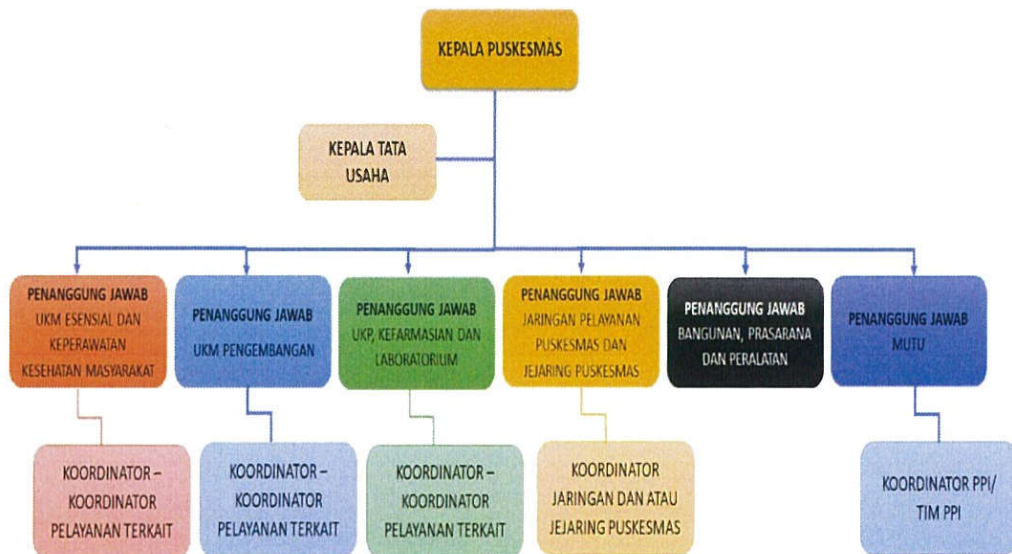 KEPALA PUSKESMAS
KEPALA TATA
USAHA
PENANGGUNG JAWAB
UKM ESENSIAL DAN
KEPERAWATAN
KESEHATAN MASYARAKAT
PENANGGUNG JAWAB
UKM PENGEMBANGAN
PENANGGUNG JAWAB
UKP, KEFARMASIAN DAN
LABORATORIUM
PENANGGUNG JAWAB
JARINGAN PELAYANAN
PUSKESMAS DAN
JEJARING PUSKESMAS
PENANGGUNG JAWAB
BANGUNAN, PRASARANA
DAN PERALATAN
PENANGGUNG JAWAB
MUTU
KOORDINATOR –
KOORDINATOR
PELAYANAN TERKAIT
KOORDINATOR –
KOORDINATOR
PELAYANAN TERKAIT
KOORDINATOR –
KOORDINATOR
PELAYANAN TERKAIT
KOORDINATOR
JARINGAN DAN ATAU
JEJARING PUSKESMAS
KOORDINATOR PPI/
TIM PPI